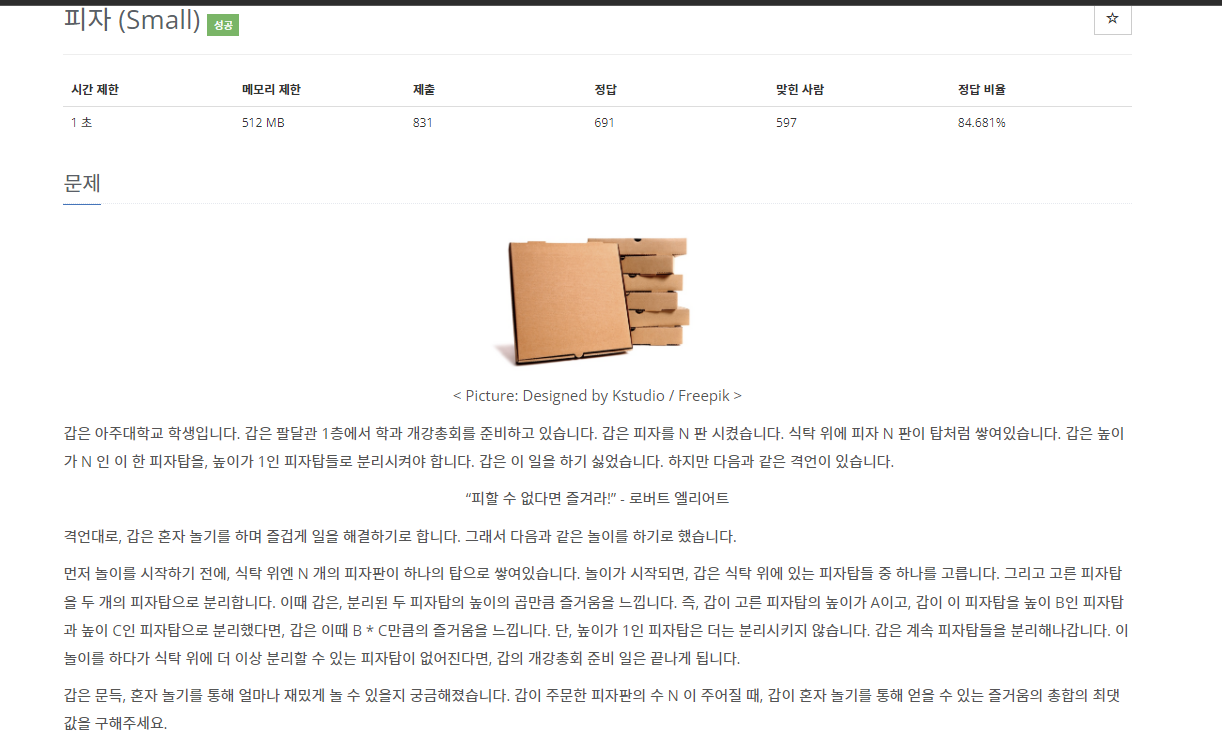 피자 (Small) 성공
☆
시간 제한 메모리 제한 제출 정답 맞힌 사람 정답 비율
1 초 512 MB 831 691 597 84.681%
문제
< Picture: Designed by Kstudio / Freepik >
갑은 아주대학교 학생입니다. 갑은 팔달관 1층에서 학과 개강총회를 준비하고 있습니다. 갑은 피자를 N 판 시켰습니다. 식탁 위에 피자 N 판이 탑처럼 쌓여있습니다. 갑은 높이
가 N 인 이 한 피자탑을, 높이가 1인 피자탑들로 분리시켜야 합니다. 갑은 이 일을 하기 싫었습니다. 하지만 다음과 같은 격언이 있습니다.
“피할 수 없다면 즐겨라!” - 로버트 엘리어트
격언대로, 갑은 혼자 놀기를 하며 즐겁게 일을 해결하기로 합니다. 그래서 다음과 같은 놀이를 하기로 했습니다.
먼저 놀이를 시작하기 전에, 식탁 위엔 N 개의 피자판이 하나의 탑으로 쌓여있습니다. 놀이가 시작되면, 갑은 식탁 위에 있는 피자탑들 중 하나를 고릅니다. 그리고 고른 피자탑
을 두 개의 피자탑으로 분리합니다. 이때 갑은, 분리된 두 피자탑의 높이의 곱만큼 즐거움을 느낍니다. 즉, 갑이 고른 피자탑의 높이가 A이고, 갑이 이 피자탑을 높이 B인 피자탑
과 높이 C인 피자탑으로 분리했다면, 갑은 이때 B * C만큼의 즐거움을 느낍니다. 단, 높이가 1인 피자탑은 더는 분리시키지 않습니다. 갑은 계속 피자탑들을 분리해나갑니다. 이
놀이를 하다가 식탁 위에 더 이상 분리할 수 있는 피자탑이 없어진다면, 갑의 개강총회 준비 일은 끝나게 됩니다.
갑은 문득, 혼자 놀기를 통해 얼마나 재밌게 놀 수 있을지 궁금해졌습니다. 갑이 주문한 피자판의 수 N 이 주어질 때, 갑이 혼자 놀기를 통해 얻을 수 있는 즐거움의 총합의 최댓
값을 구해주세요.